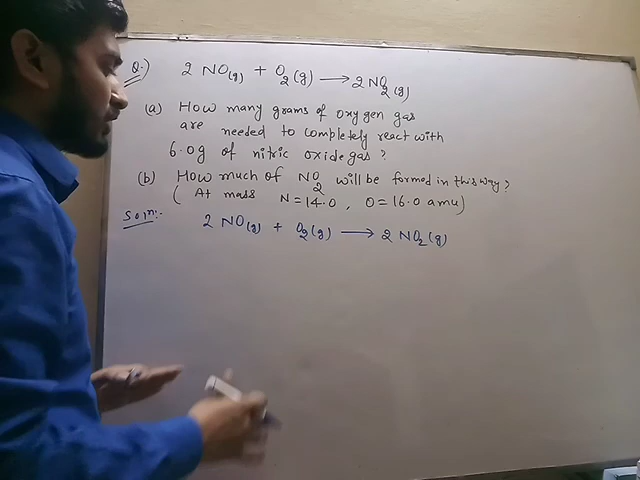 Q.) 2 NO(g) + O₂(g) ⟶ 2 NO₂(g)
(a) How many grams of oxygen gas
are needed to completely react with
6.0g of nitric oxide gas?
(b) How much of NO₂ will be formed in this way?
(At mass N = 14.0, O = 16.0 amu)
Solⁿ:-
2 NO(g) + O₂(g) ⟶ 2 NO₂(g)